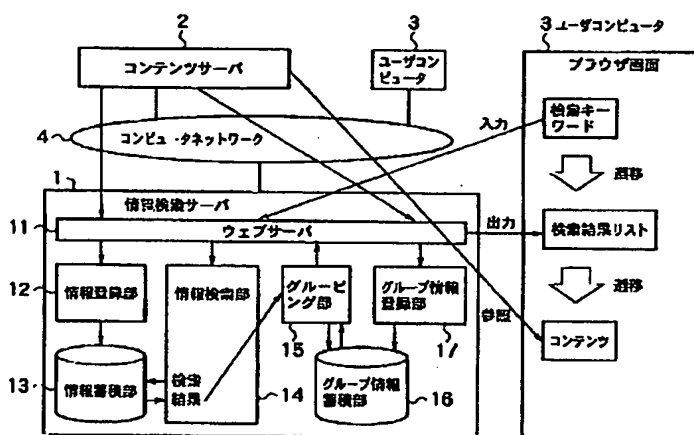 2
コンテンツサーバ
3
ユーザコン
ピュータ
3 ユーザコンピュータ
ブラウザ画面
4
コンピュータネットワーク
入力
検索キー
ワード
遷移
1
情報検索サーバ
11
ウェブサーバ
出力
検索結果リスト
遷移
12
情報登録部
情報検索部
グルーピ
ング部
グループ情報
登録部
参照
コンテンツ
15
17
13
情報蓄積部
検索
結果
14
グループ情報
蓄積部
16